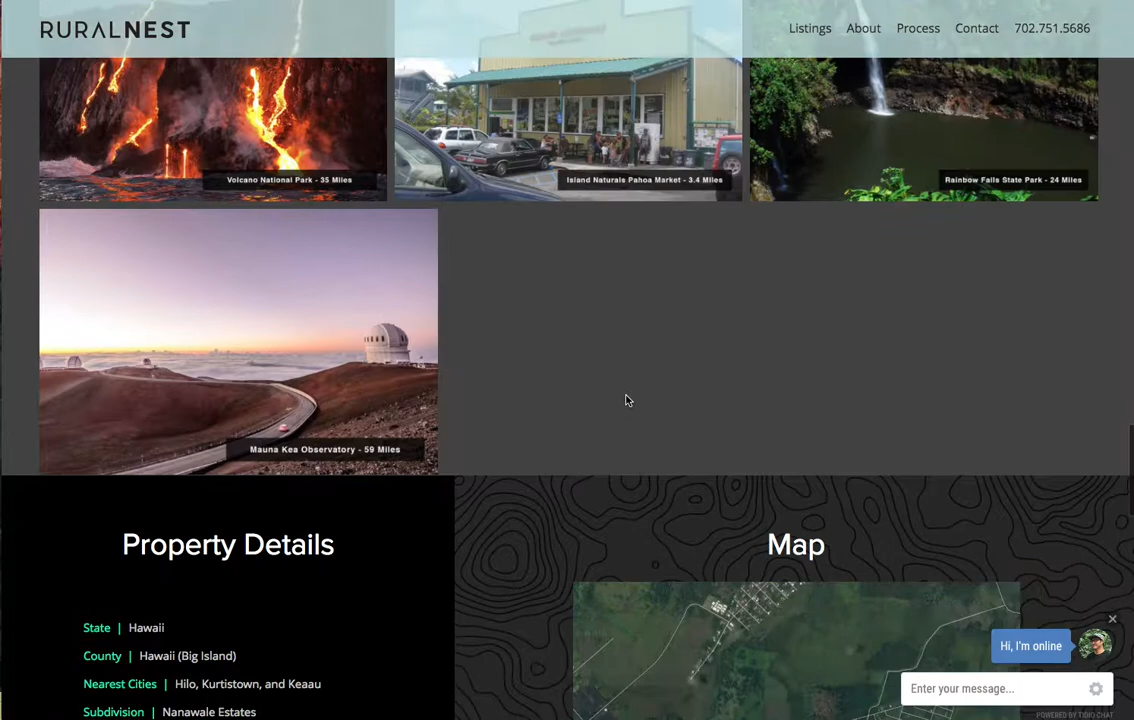 RURALNEST
Listings About Process Contact 702.751.5686
Volcano National Park - 35 Miles
Island Naturals Pahoa Market - 3.4 Miles
Rainbow Falls State Park - 24 Miles
Mauna Kea Observatory - 59 Miles
Property Details
Map
State | Hawaii
County | Hawaii (Big Island)
Nearest Cities | Hilo, Kurtistown, and Keaau
Subdivision | Nanawale Estates
Hi, I'm online
Enter your message...
POWERED BY TIDIO CHAT